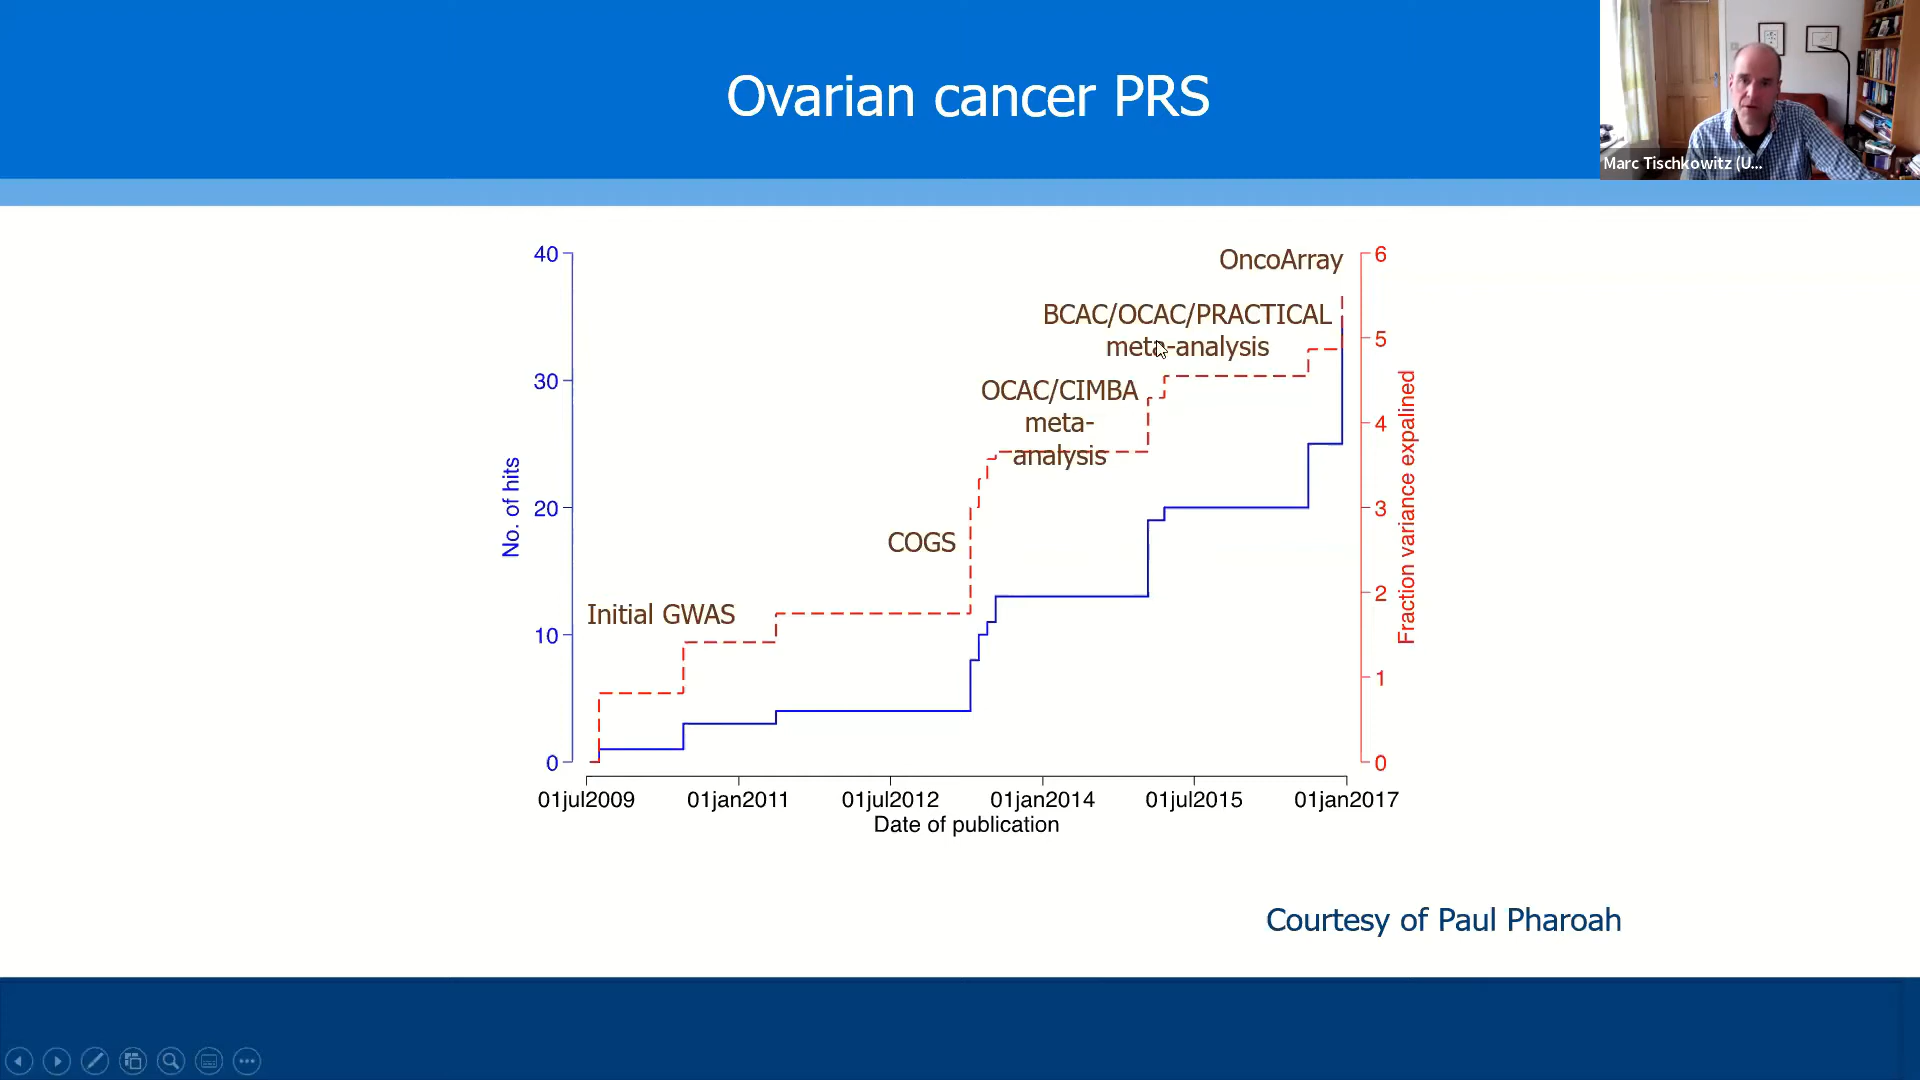 Ovarian cancer PRS
Marc Tischkowitz (U...
40
30
20
10
0
No. of hits
OncoArray
BCAC/OCAC/PRACTICAL
meta-analysis
OCAC/CIMBA
meta-
analysis
COGS
Initial GWAS
6
5
4
3
2
1
0
Fraction variance expalined
01jul2009 01jan2011 01jul2012 01jan2014 01jul2015 01jan2017
Date of publication
Courtesy of Paul Pharoah